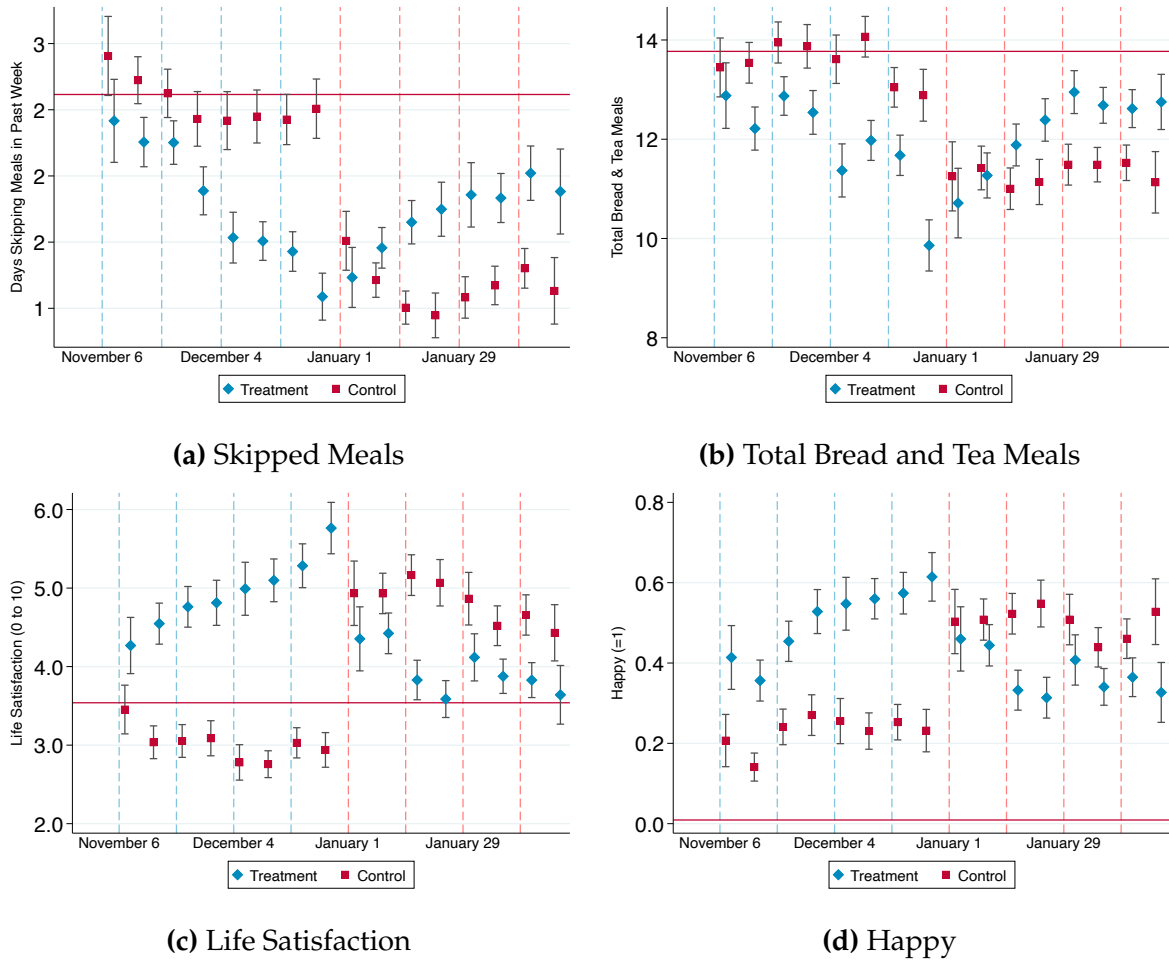 Days Skipping Meals in Past Week
3
2
2
2
1
November 6 December 4 January 1 January 29
Treatment Control
(a) Skipped Meals
Total Bread & Tea Meals
14
12
10
8
November 6 December 4 January 1 January 29
Treatment Control
(b) Total Bread and Tea Meals
Life Satisfaction (0 to 10)
6.0
5.0
4.0
3.0
2.0
November 6 December 4 January 1 January 29
Treatment Control
(c) Life Satisfaction
Happy (=1)
0.8
0.6
0.4
0.2
0.0
November 6 December 4 January 1 January 29
Treatment Control
(d) Happy